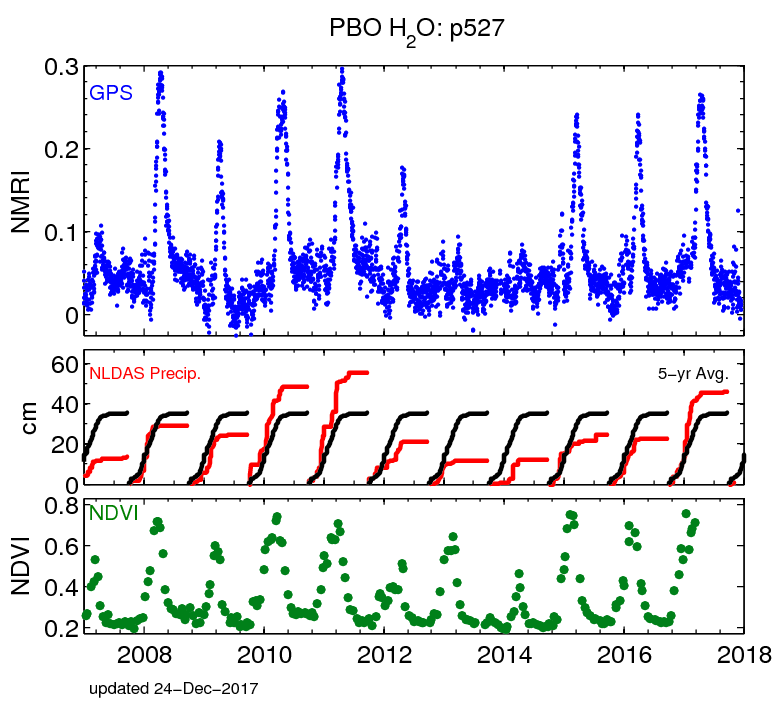 PBO H2O: p527
0.3
GPS
0.2
NMRI
0.1
0
60
NLDAS Precip.
5-yr Avg.
40
cm
20
0
0.8
NDVI
0.6
NDVI
0.4
0.2
2008 2010 2012 2014 2016 2018
updated 24-Dec-2017